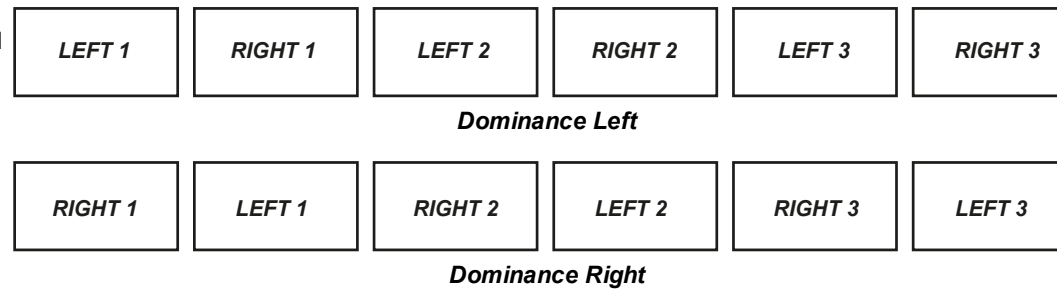 LEFT 1 RIGHT 1 LEFT 2 RIGHT 2 LEFT 3 RIGHT 3
Dominance Left
RIGHT 1 LEFT 1 RIGHT 2 LEFT 2 RIGHT 3 LEFT 3
Dominance Right